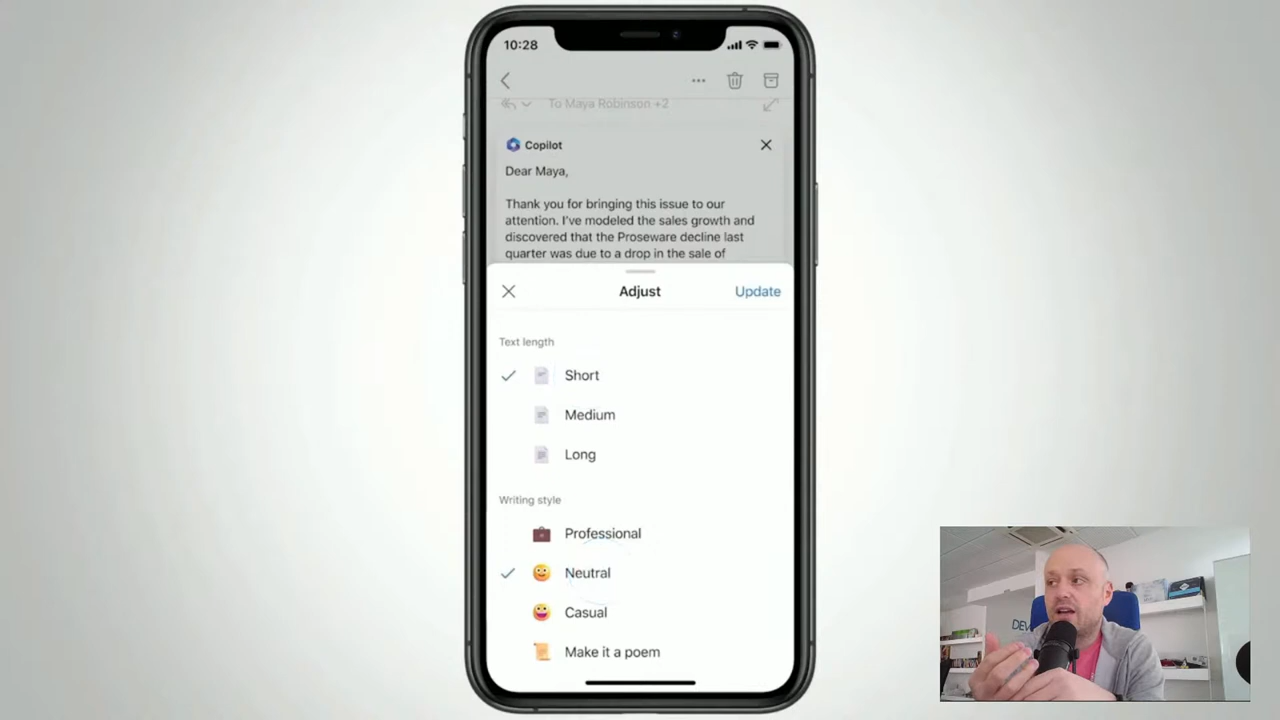 10:28
To Maya Robinson +2
Copilot
Dear Maya,
Thank you for bringing this issue to our
attention. I've modeled the sales growth and
discovered that the Proseware decline last
quarter was due to a drop in the sale of
Adjust
Update
Text length
Short
Medium
Long
Writing style
Professional
Neutral
Casual
Make it a poem
DEV